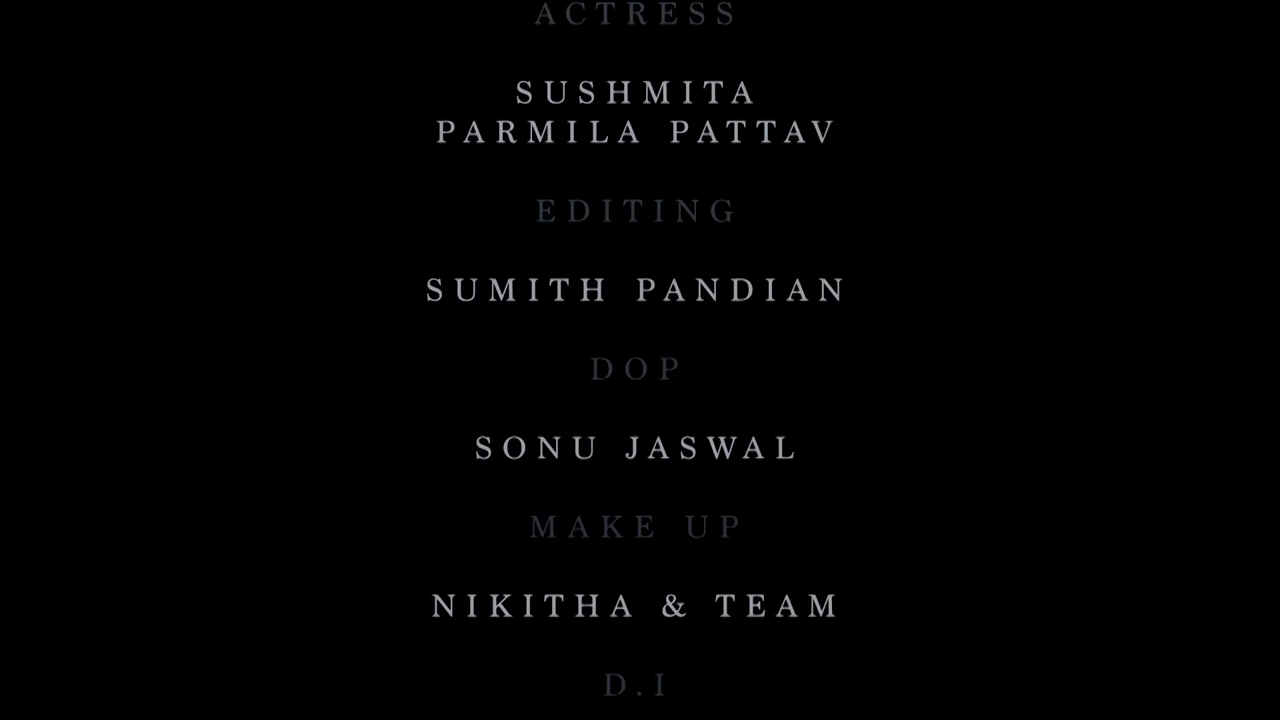 ACTRESS
SUSHMITA
PARMILA PATTAV
EDITING
SUMITH PANDIAN
DOP
SONU JASWAL
MAKE UP
NIKITHA & TEAM
D.I